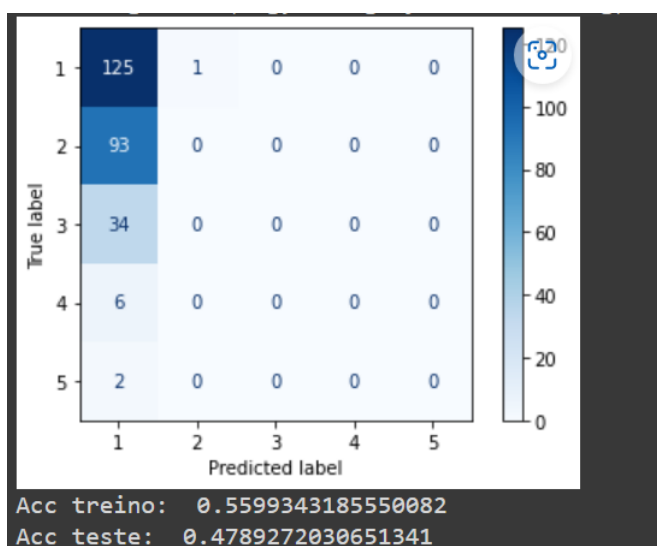 1 125 1 0 0 0
120
100
2 93 0 0 0 0
80
True label
3 34 0 0 0 0
60
4 6 0 0 0 0
40
5 2 0 0 0 0
20
0
1 2 3 4 5
Predicted label
Acc treino: 0.5599343185550082
Acc teste: 0.4789272030651341